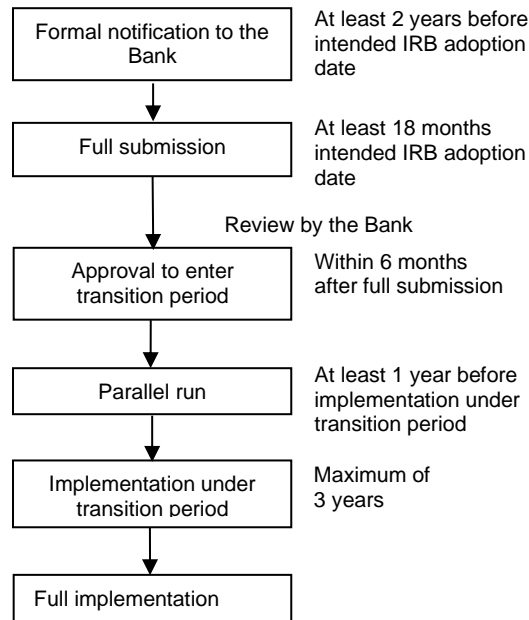 Formal notification to the
Bank
At least 2 years before
intended IRB adoption
date
Full submission
At least 18 months
intended IRB adoption
date
Review by the Bank
Approval to enter
transition period
Within 6 months
after full submission
Parallel run
At least 1 year before
implementation under
transition period
Implementation under
transition period
Maximum of
3 years
Full implementation